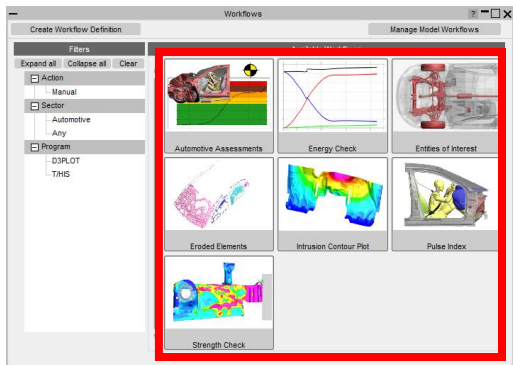 Workflows
?
Create Workflow Definition
Manage Model Workflows
Filters
Expand all Collapse all Clear
Action
Manual
Sector
Automotive
Any
Program
D3PLOT
T/HIS
Automotive Assessments
Energy Check
Entities of Interest
Eroded Elements
Intrusion Contour Plot
Pulse Index
Strength Check